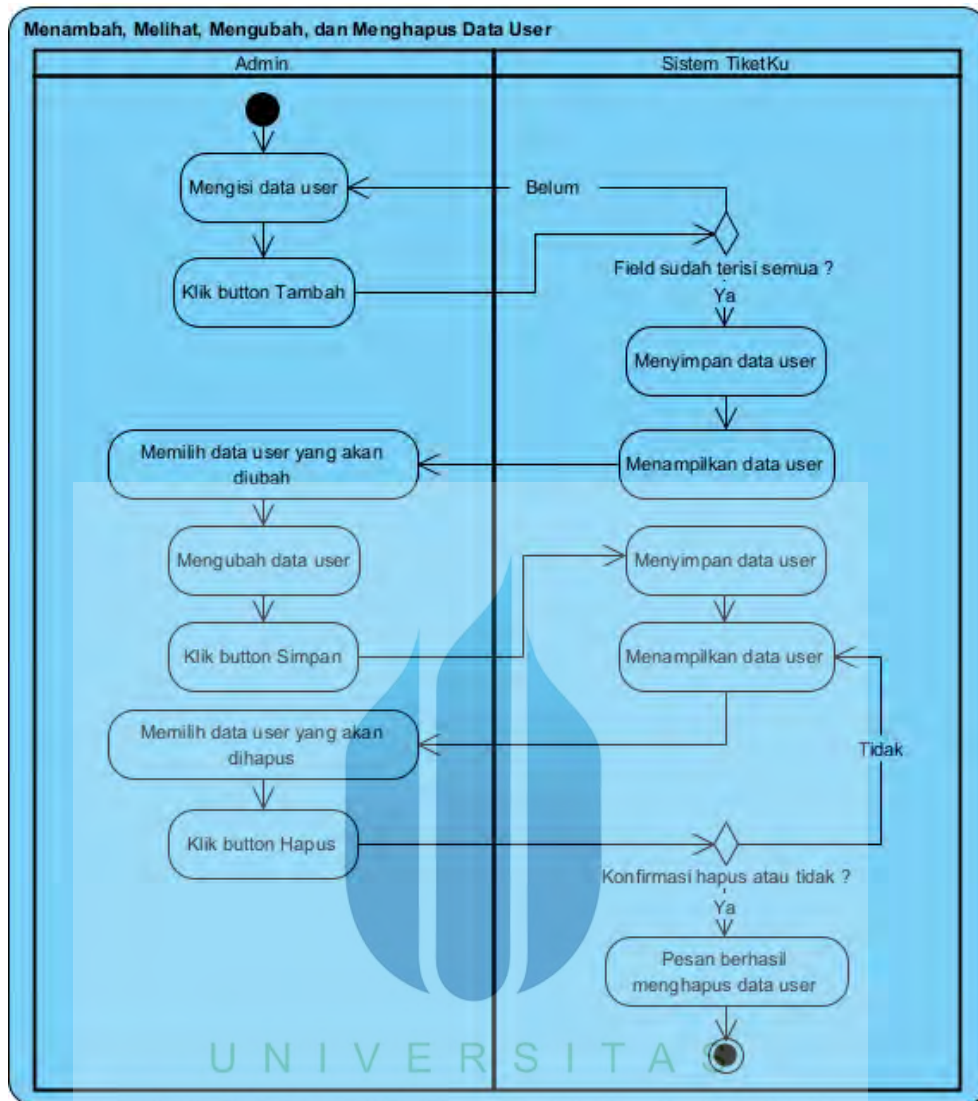 Menambah, Melihat, Mengubah, dan Menghapus Data User
Admin
Sistem TiketKu
Mengisi data user
Belum
Klik button Tambah
Field sudah terisi semua ?
Ya
Menyimpan data user
Memilih data user yang akan
diubah
Menampilkan data user
Mengubah data user
Menyimpan data user
Klik button Simpan
Menampilkan data user
Memilih data user yang akan
dihapus
Tidak
Klik button Hapus
Konfirmasi hapus atau tidak ?
Ya
Pesan berhasil
menghapus data user
UNIVERSITAS